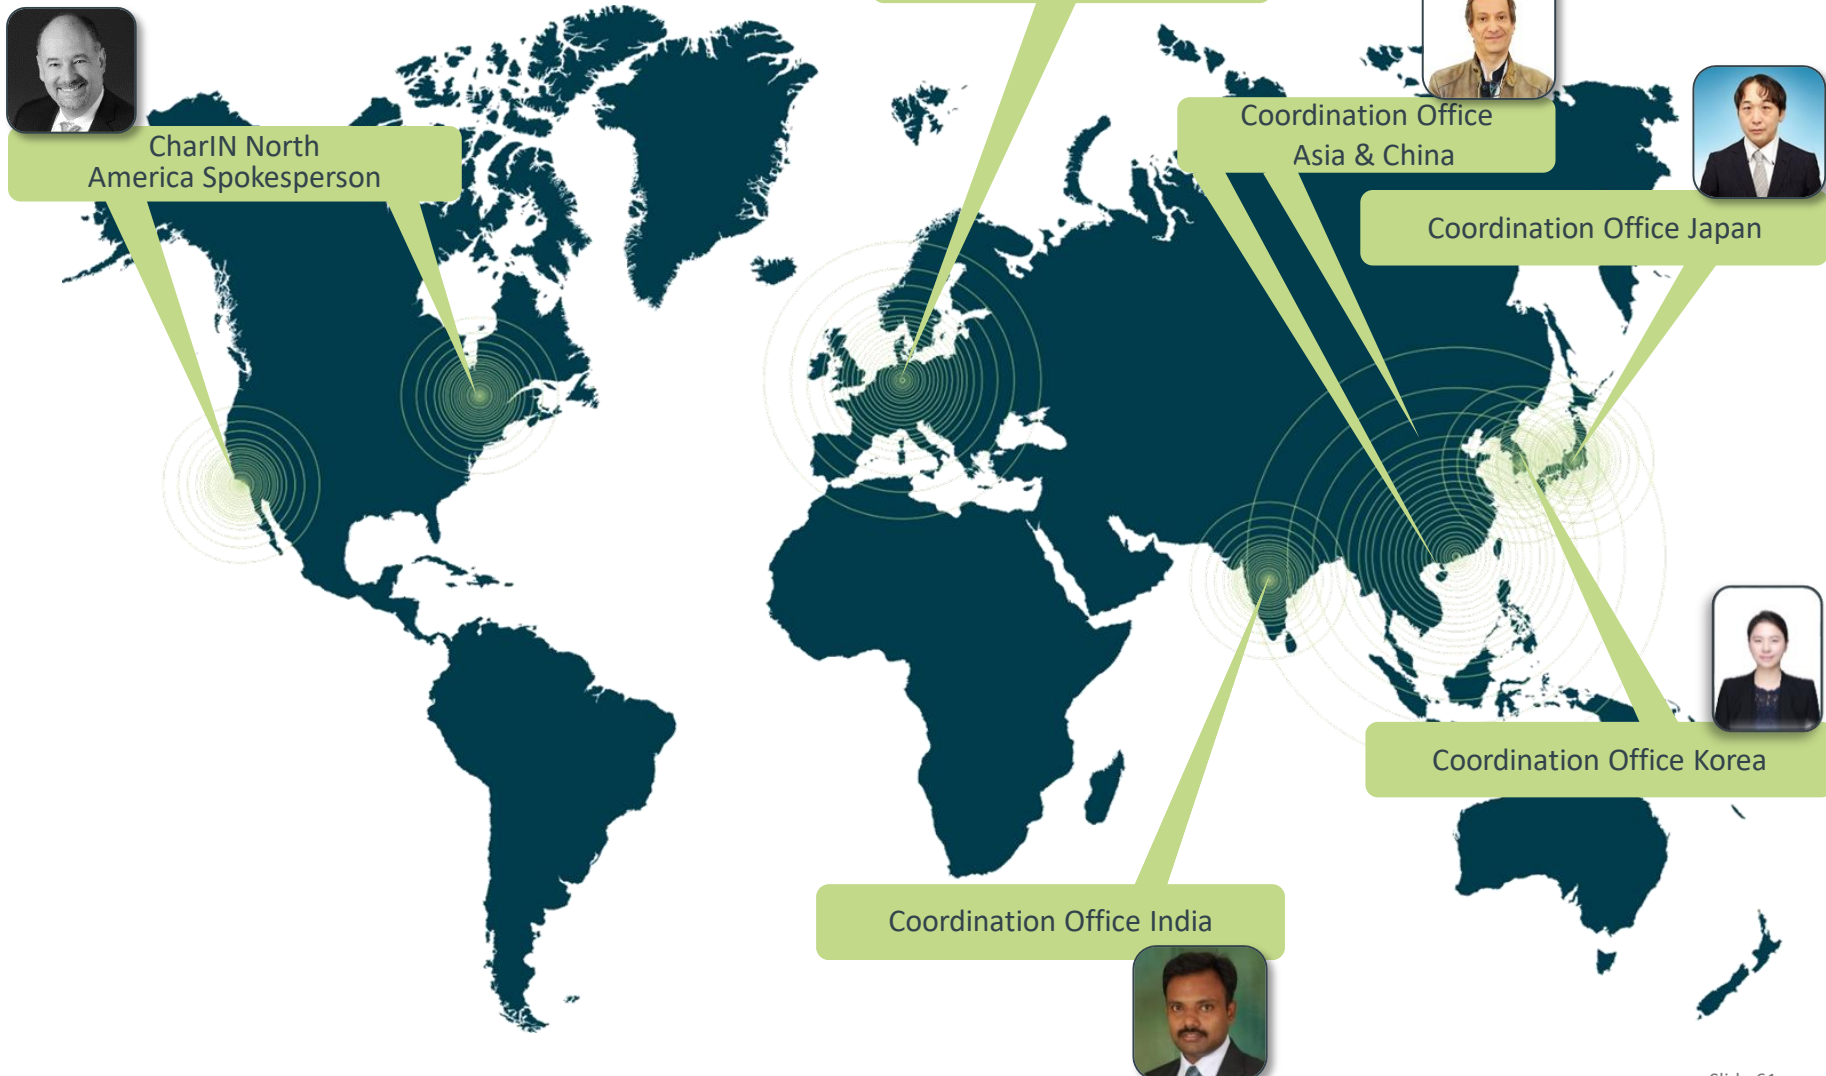 CharIN North
America Spokesperson
Coordination Office
Asia & China
Coordination Office Japan
Coordination Office Korea
Coordination Office India